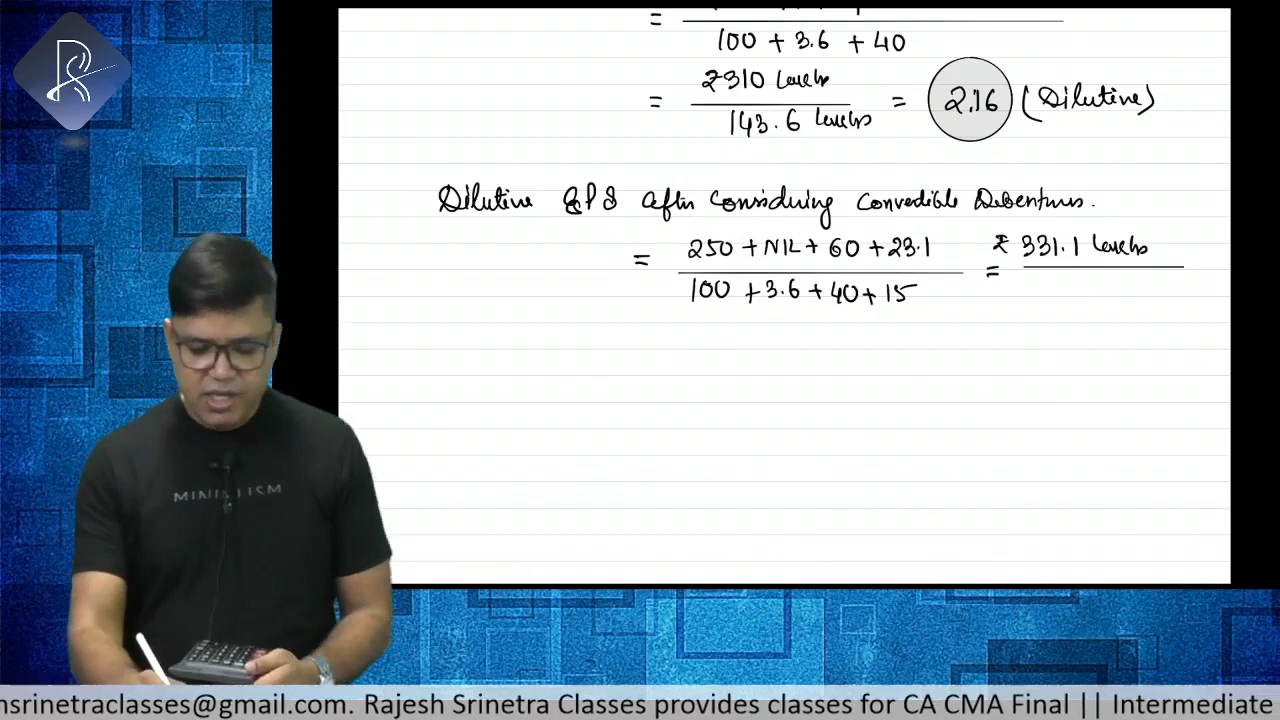 =
100 + 3.6 + 40
= ₹310 Lakhs / 143.6 Lakhs = 2.16 (Dilutive)
Dilutive EPS after considering convertible Debentures.
= 250 + NIL + 60 + 23.1 / 100 + 3.6 + 40 + 15 = ₹ 331.1 Lakhs
nsrinetraclasses@gmail.com. Rajesh Srinetra Classes provides classes for CA CMA Final || Intermediate